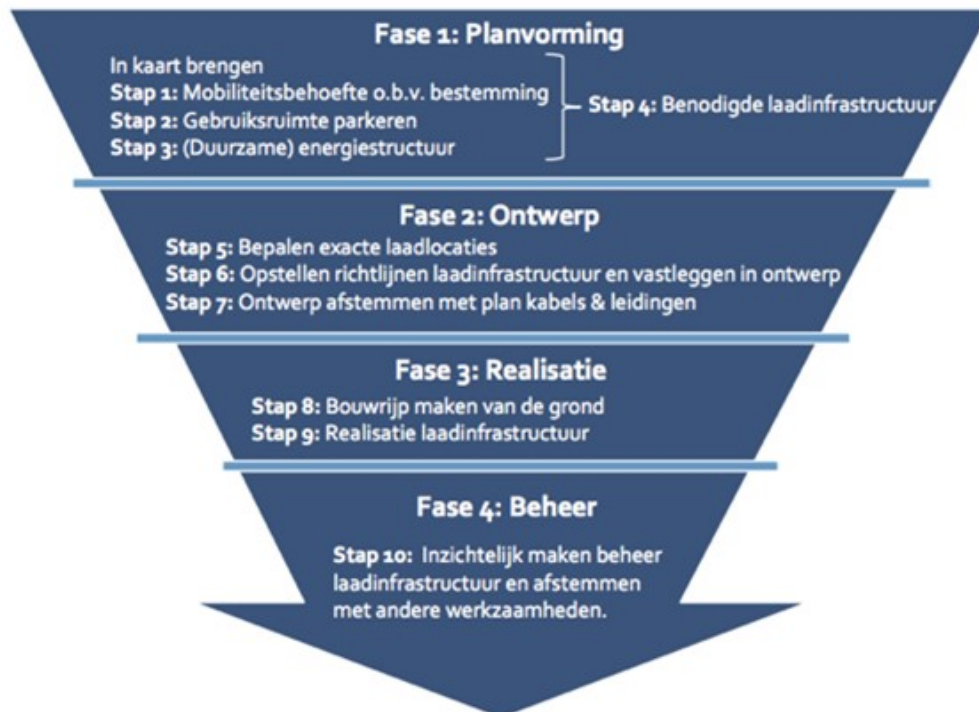 Fase 1: Planvorming
In kaart brengen
Stap 1: Mobiliteitsbehoefte o.b.v. bestemming
Stap 2: Gebruiksruimte parkeren
Stap 3: (Duurzame) energiestructuur
Stap 4: Benodigde laadinfrastructuur
Fase 2: Ontwerp
Stap 5: Bepalen exacte laadlocaties
Stap 6: Opstellen richtlijnen laadinfrastructuur en vastleggen in ontwerp
Stap 7: Ontwerp afstemmen met plan kabels & leidingen
Fase 3: Realisatie
Stap 8: Bouwrijp maken van de grond
Stap 9: Realisatie laadinfrastructuur
Fase 4: Beheer
Stap 10: Inzichtelijk maken beheer
laadinfrastructuur en afstemmen
met andere werkzaamheden.